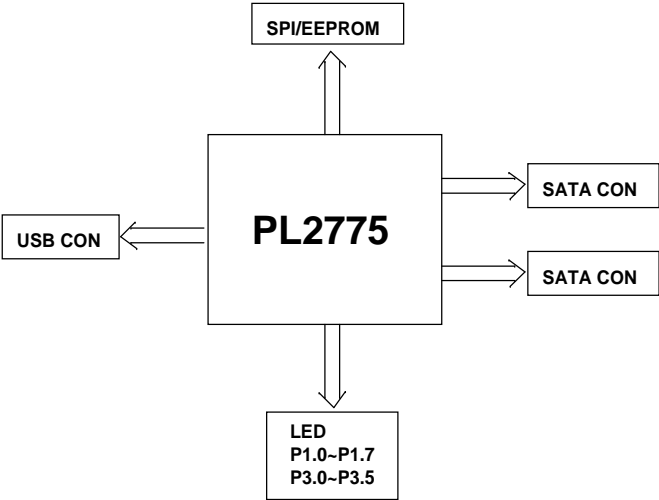 SPI/EEPROM
SATA CON
USB CON
PL2775
SATA CON
LED
P1.0~P1.7
P3.0~P3.5